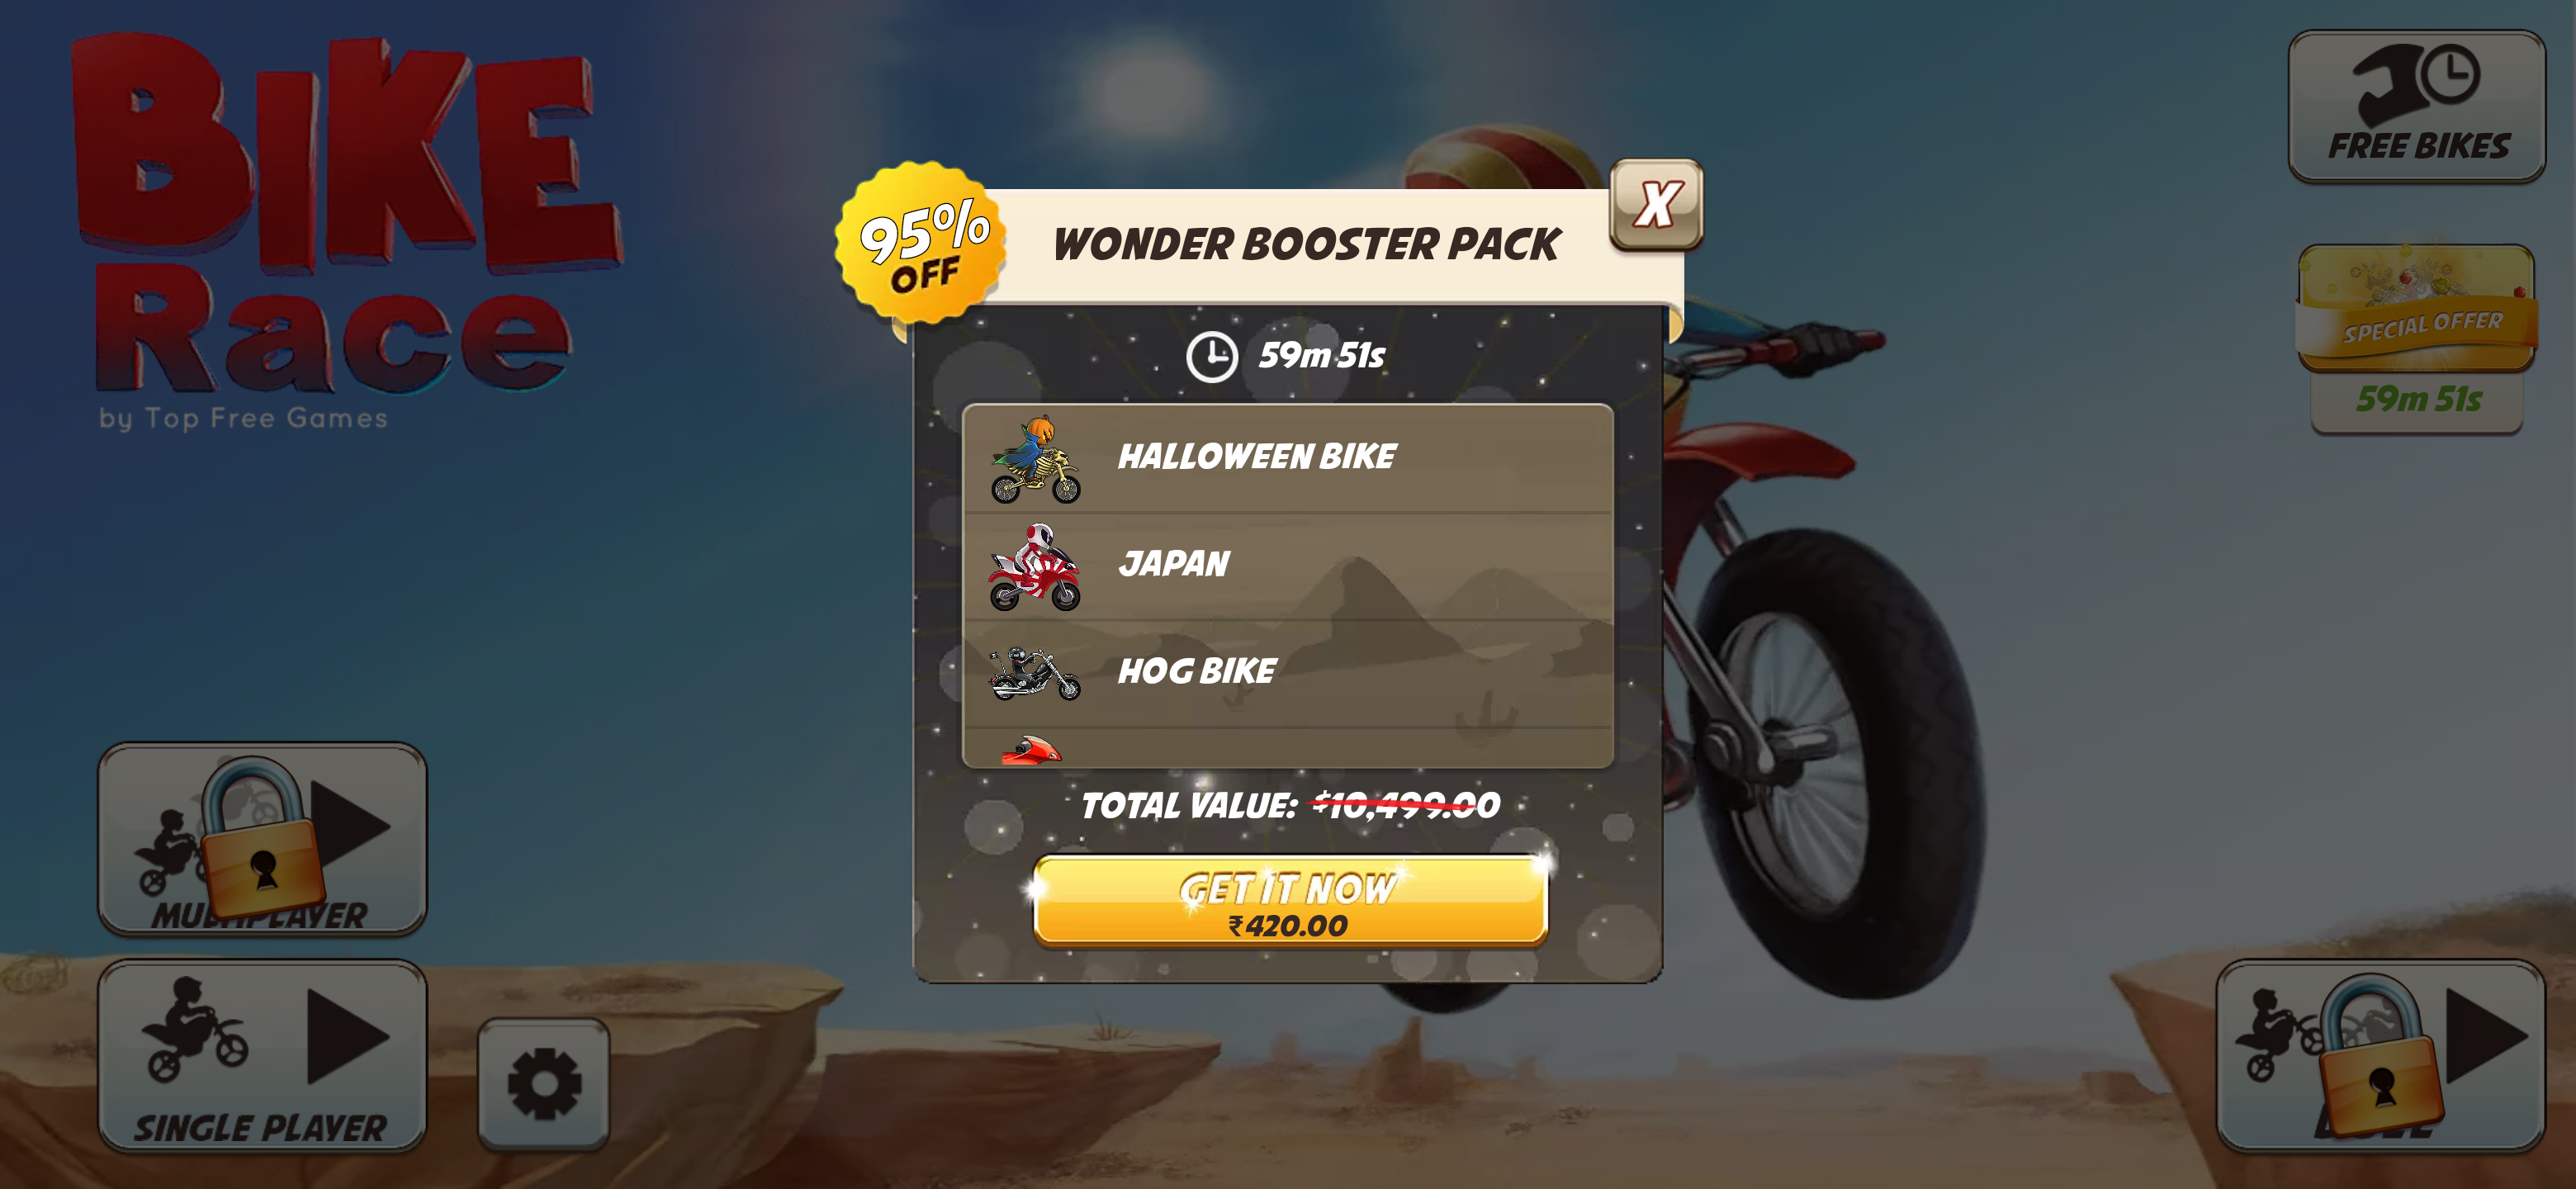 BIKE
Race
by Top Free Games
FREE BIKES
SPECIAL OFFER
59m 51s
95%
OFF
WONDER BOOSTER PACK
X
59m 51s
HALLOWEEN BIKE
JAPAN
HOG BIKE
TOTAL VALUE: $10,499.00
GET IT NOW
₹420.00
MULTIPLAYER
SINGLE PLAYER